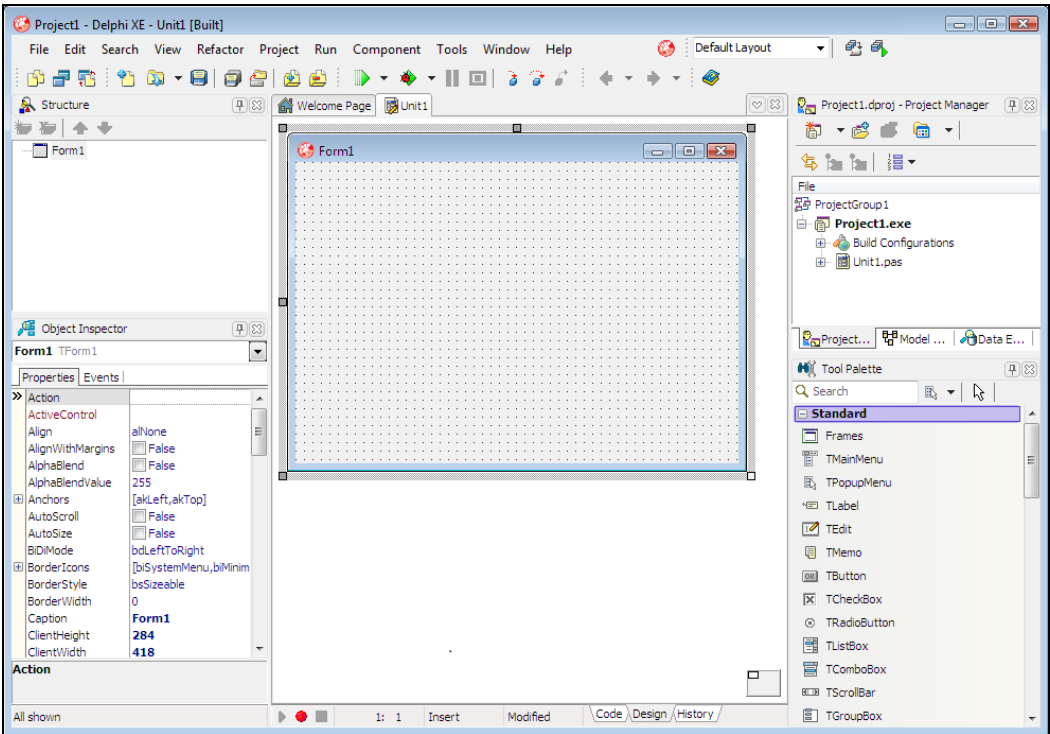 Project1 - Delphi XE - Unit1 [Built]
File Edit Search View Refactor Project Run Component Tools Window Help
Default Layout
Structure
Form1
Object Inspector
Form1 TForm1
Properties Events
Action
ActiveControl
Align alNone
AlignWithMargins False
AlphaBlend False
AlphaBlendValue 255
Anchors [akLeft,akTop]
AutoScroll False
AutoSize False
BiDiMode bdLeftToRight
BorderIcons [biSystemMenu,biMinim
BorderStyle bsSizeable
BorderWidth 0
Caption Form1
ClientHeight 284
ClientWidth 418
Action
All shown
Welcome Page Unit1
Form1
1: 1 Insert Modified Code Design History
Project1.dproj - Project Manager
File
ProjectGroup1
Project1.exe
Build Configurations
Unit1.pas
Project... Model ... Data E...
Tool Palette
Search
Standard
Frames
TMainMenu
TPopupMenu
TLabel
TEdit
TMemo
OK TButton
TCheckBox
TRadioButton
TListBox
TComboBox
TScrollBar
TGroupBox